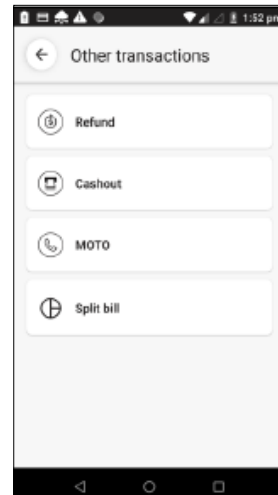 1:52 pm
Other transactions
Refund
Cashout
MOTO
Split bill